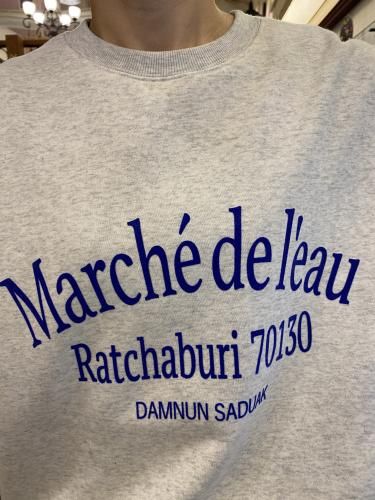 Marché de l'eau
Ratchaburi 70130
DAMNUN SADUAK